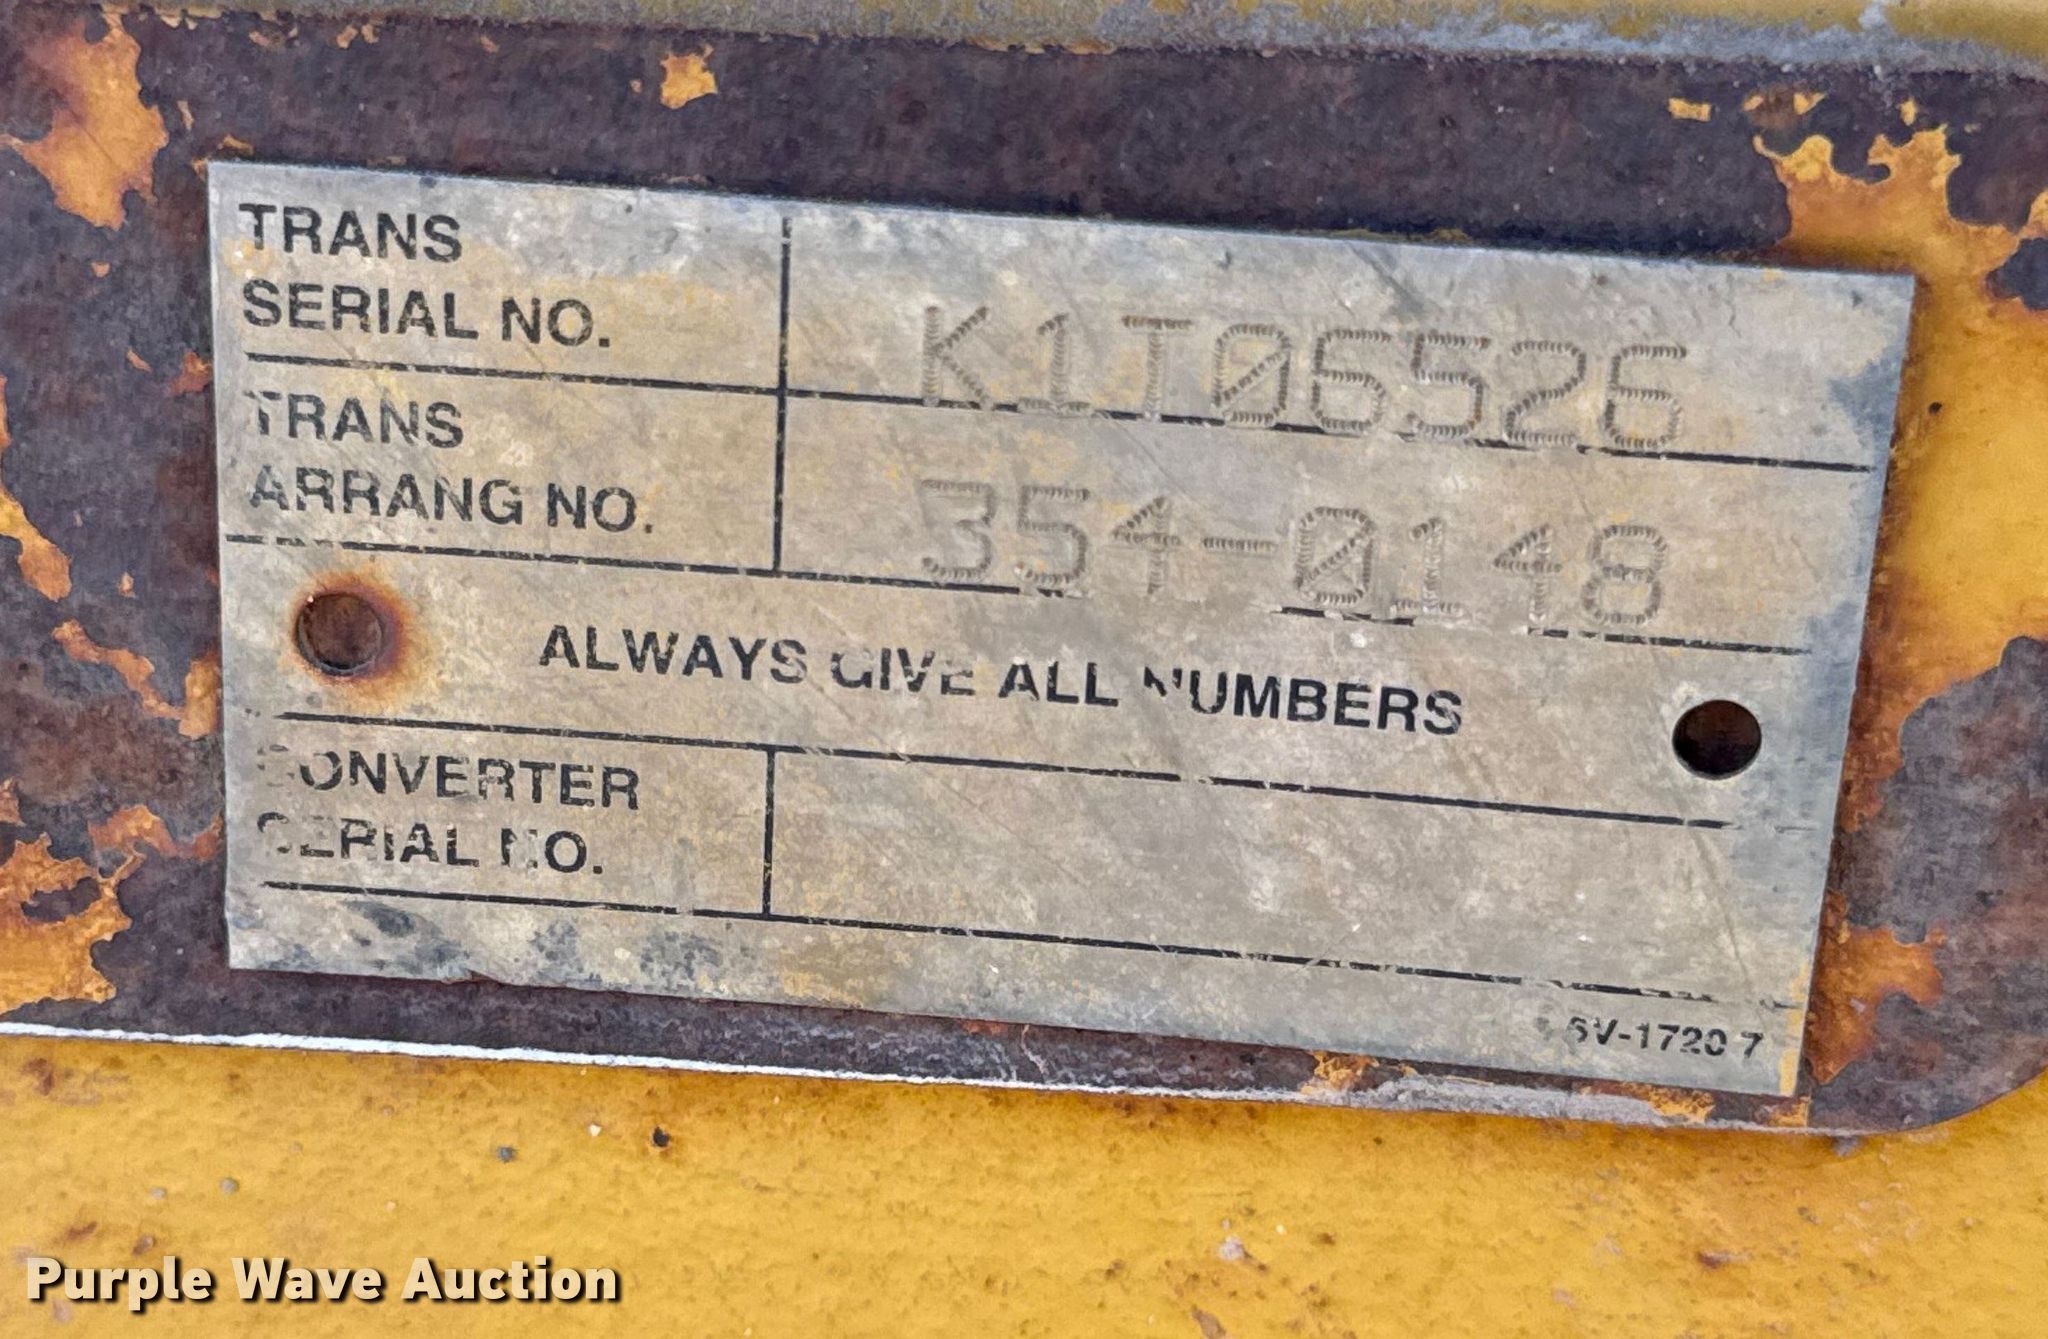 TRANS
SERIAL NO. K1T06526
TRANS
ARRANG NO. 354-0148
ALWAYS GIVE ALL NUMBERS
CONVERTER
SERIAL NO.
6V-1720 7
Purple Wave Auction